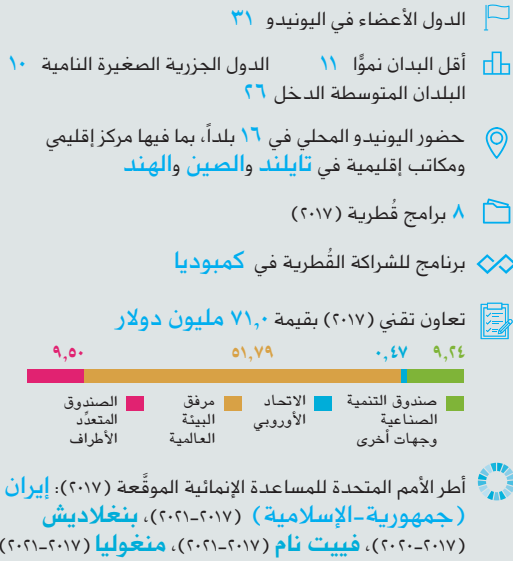 الدول الأعضاء في اليونيدو ٣١
أقل البدان نموًّا ١١ الدول الجزرية الصغيرة النامية ١٠
البلدان المتوسطة الدخل ٢٦
حضور اليونيدو المحلي في ١٦ بلداً، بما فيها مركز إقليمي
ومكاتب إقليمية في تايلند والصين والهند
٨ برامج قُطرية (٢٠١٧)
برنامج للشراكة القُطرية في كمبوديا
تعاون تقني (٢٠١٧) بقيمة ٧١,٠ مليون دولار
٩,٢٤ ٠,٤٧ ٥١,٧٩ ٩,٥٠
صندوق التنمية الاتحاد مرفق الصندوق
الصناعية الأوروبي البيئة المتعدِّد
وجهات أخرى العالمية الأطراف
أطر الأمم المتحدة للمساعدة الإنمائية الموقَّعة (٢٠١٧): إيران
(جمهورية-الإسلامية) (٢٠١٧-٢٠٢١)، بنغلاديش
(٢٠١٧-٢٠٢٠)، فييت نام (٢٠١٧-٢٠٢١)، منغوليا (٢٠١٧-٢٠٢١)